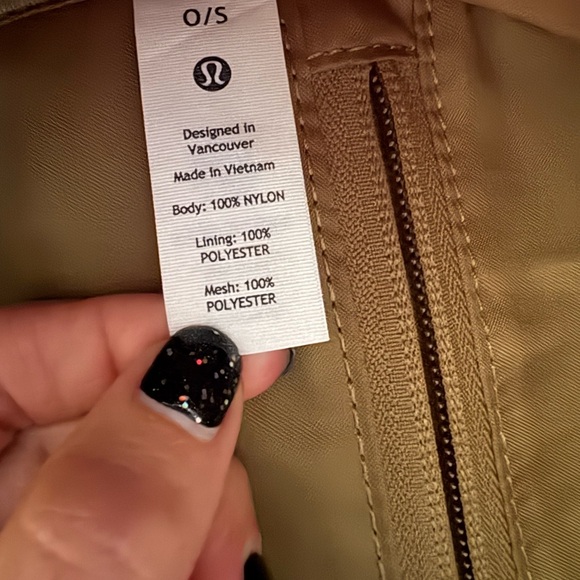 O/S
Designed in
Vancouver
Made in Vietnam
Body: 100% NYLON
Lining: 100%
POLYESTER
Mesh: 100%
POLYESTER